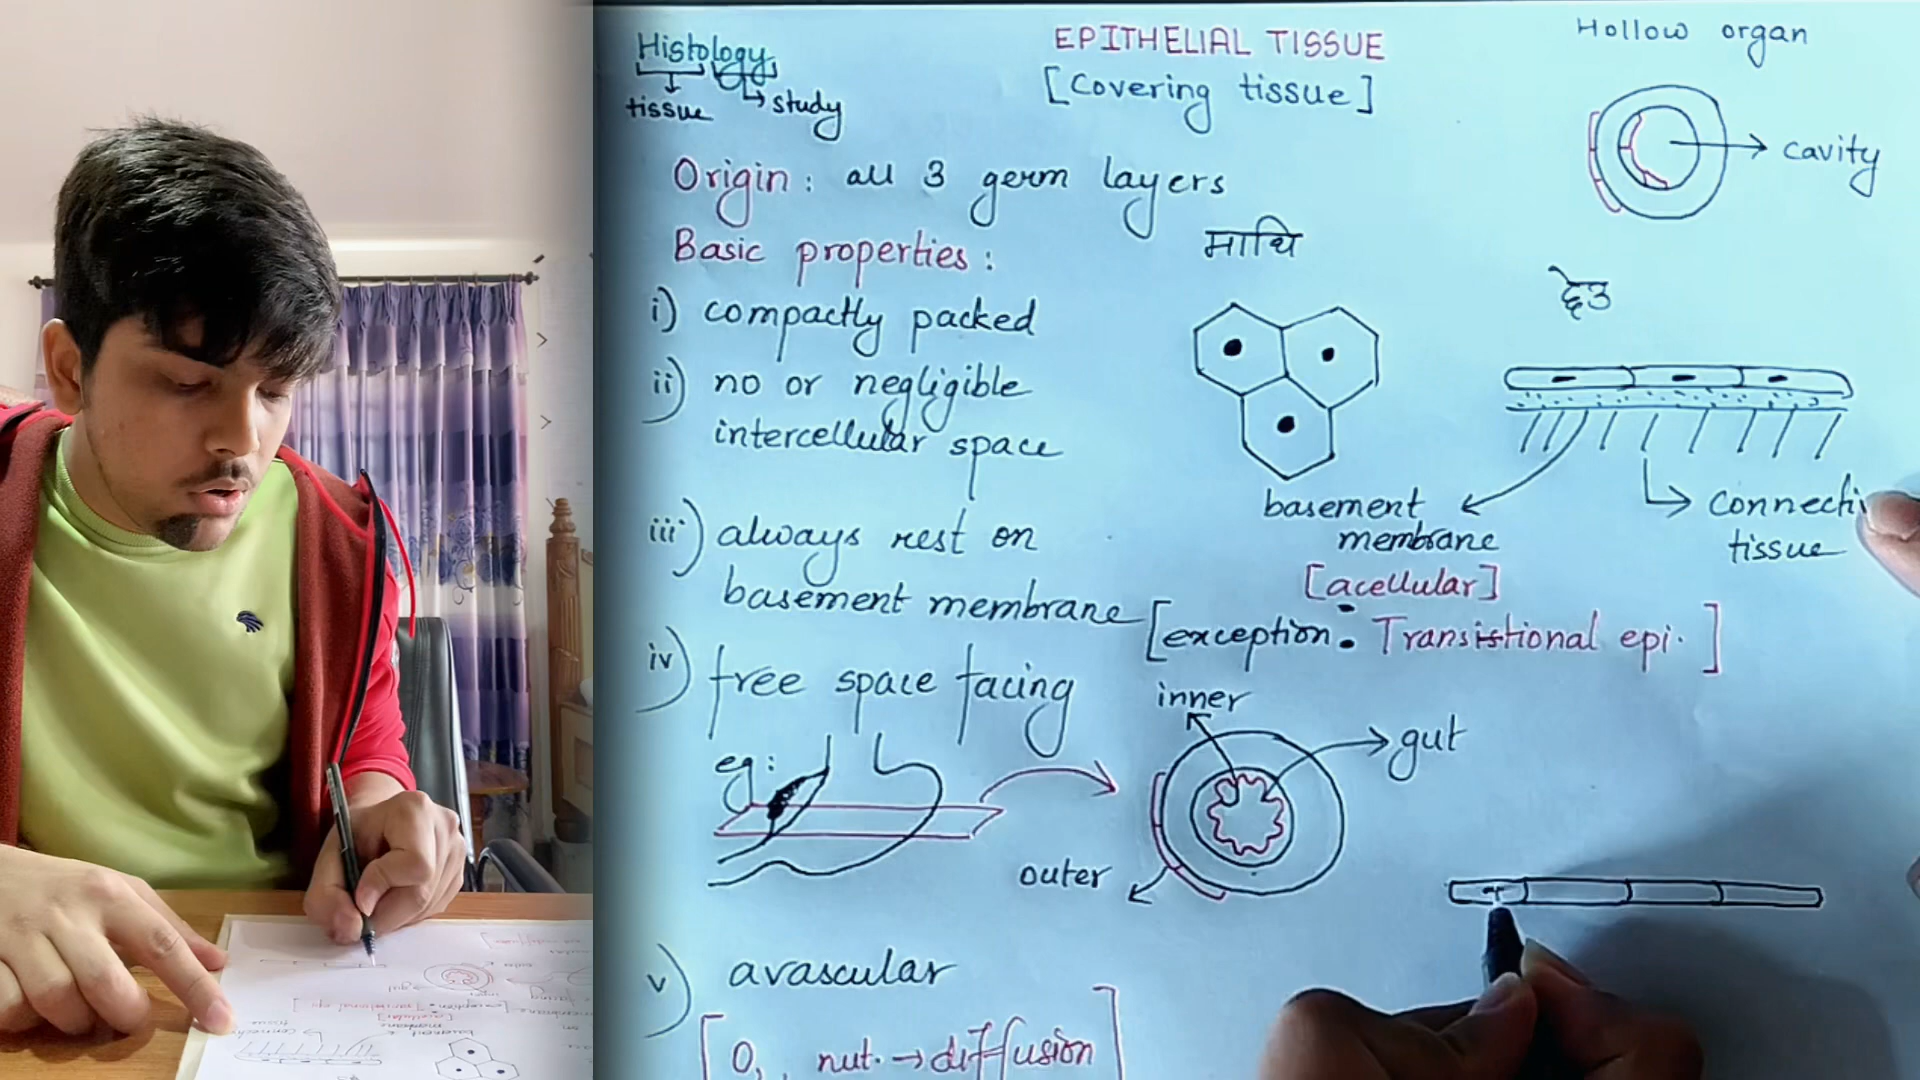 Histology
tissue
study
EPITHELIAL TISSUE
[Covering tissue]
Hollow organ
cavity
Origin: all 3 germ layers
Basic properties:
माथि
देउ
i) compactly packed
ii) no or negligible
intercellular space
basement
membrane
[acellular]
tissue
iii) always rest on
basement membrane
[exception: Transistional epi.]
iv) free space facing
eg:
inner
gut
outer
v) avascular
nut. → diffusion]